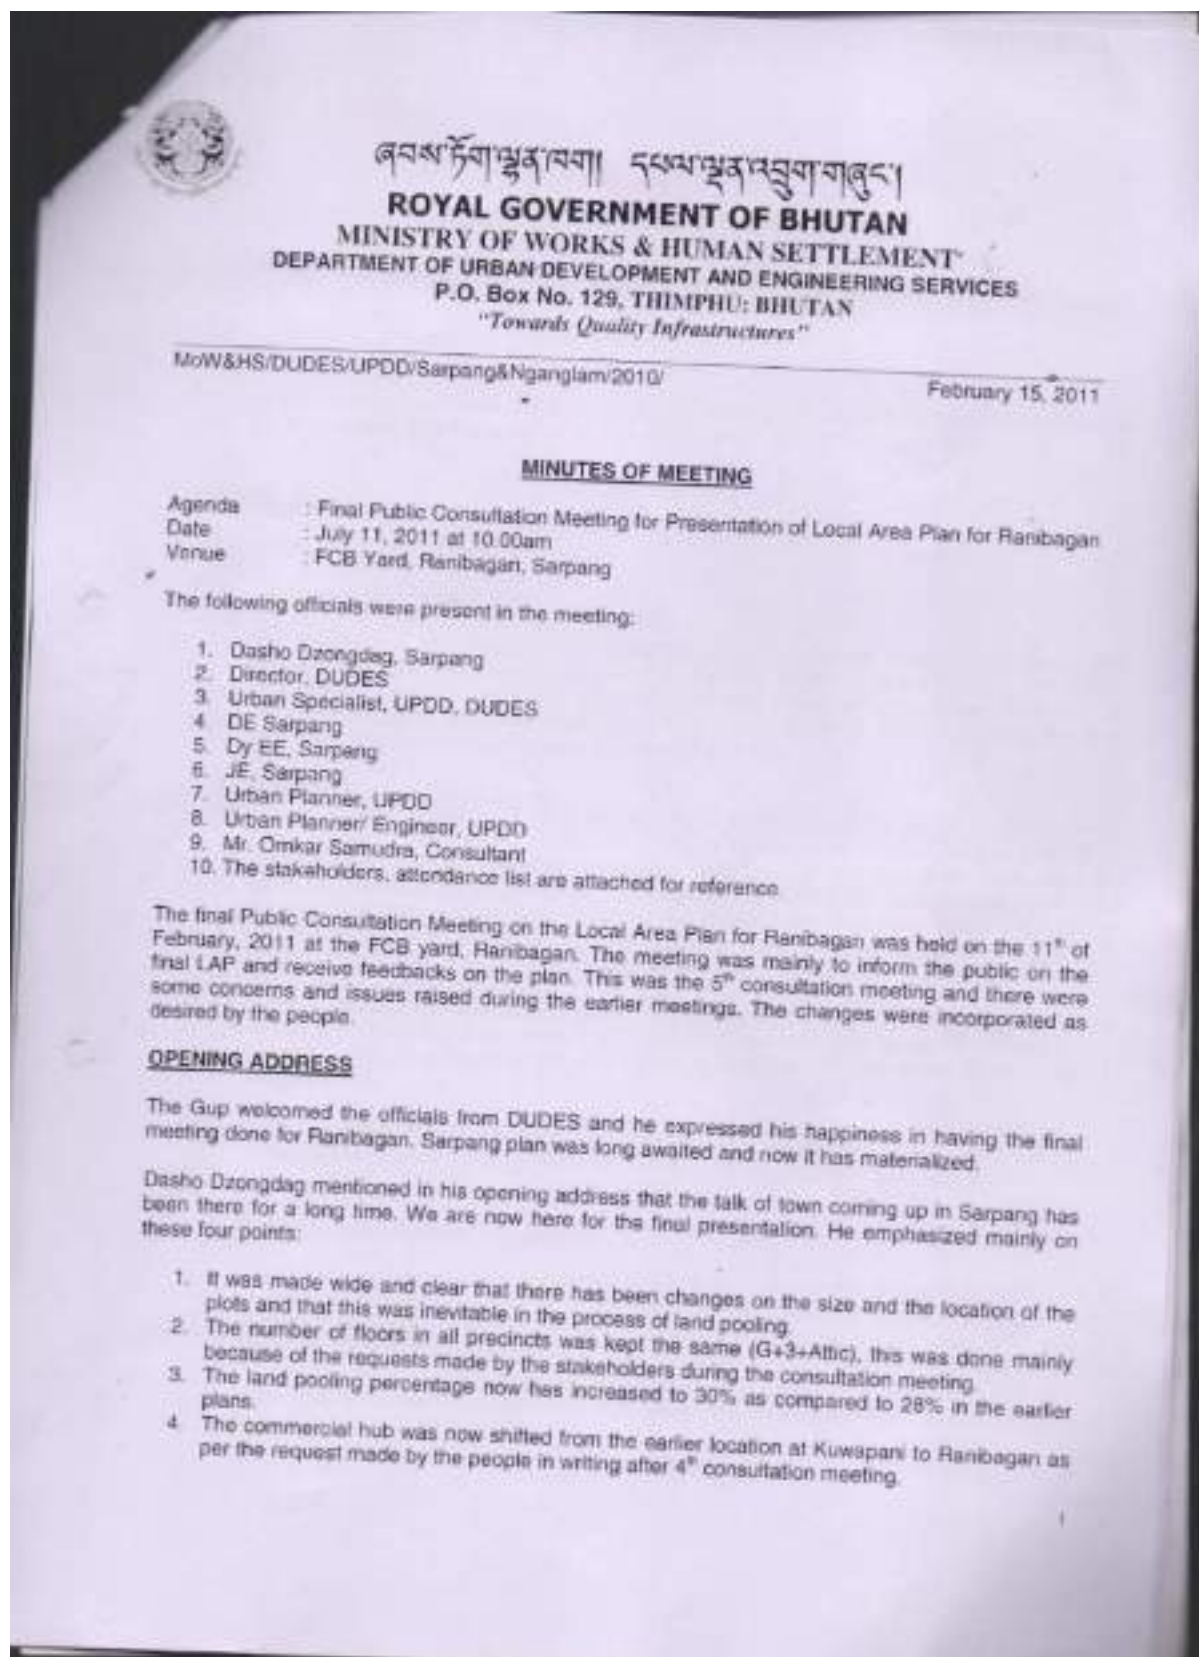 ཞབས་ཏོག་ལྷན་ཁག། དཔལ་ལྡན་འབྲུག་གཞུང་།
ROYAL GOVERNMENT OF BHUTAN
MINISTRY OF WORKS & HUMAN SETTLEMENT
DEPARTMENT OF URBAN DEVELOPMENT AND ENGINEERING SERVICES
P.O. Box No. 129, THIMPHU: BHUTAN
"Towards Quality Infrastructures"
MoW&HS/DUDES/UPDD/Sarpang&Nganglam/2010/
February 15, 2011
MINUTES OF MEETING
Agenda : Final Public Consultation Meeting for Presentation of Local Area Plan for Ranibagan
Date : July 11, 2011 at 10.00am
Venue : FCB Yard, Ranibagan, Sarpang
The following officials were present in the meeting:
1. Dasho Dzongdag, Sarpang
2. Director, DUDES
3. Urban Specialist, UPDD, DUDES
4. DE Sarpang
5. Dy EE, Sarpang
6. JE, Sarpang
7. Urban Planner, UPDD
8. Urban Planner/ Engineer, UPDD
9. Mr. Omkar Samudra, Consultant
10. The stakeholders, attendance list are attached for reference
The final Public Consultation Meeting on the Local Area Plan for Ranibagan was held on the 11th of
February, 2011 at the FCB yard, Ranibagan. The meeting was mainly to inform the public on the
final LAP and receive feedbacks on the plan. This was the 5th consultation meeting and there were
some concerns and issues raised during the earlier meetings. The changes were incorporated as
desired by the people.
OPENING ADDRESS
The Gup welcomed the officials from DUDES and he expressed his happiness in having the final
meeting done for Ranibagan. Sarpang plan was long awaited and now it has materialized.
Dasho Dzongdag mentioned in his opening address that the talk of town coming up in Sarpang has
been there for a long time. We are now here for the final presentation. He emphasized mainly on
these four points:
1. It was made wide and clear that there has been changes on the size and the location of the
plots and that this was inevitable in the process of land pooling.
2. The number of floors in all precincts was kept the same (G+3+Attic), this was done mainly
because of the requests made by the stakeholders during the consultation meeting.
3. The land pooling percentage now has increased to 30% as compared to 28% in the earlier
plans.
4. The commercial hub was now shifted from the earlier location at Kuwapani to Ranibagan as
per the request made by the people in writing after 4th consultation meeting.
1